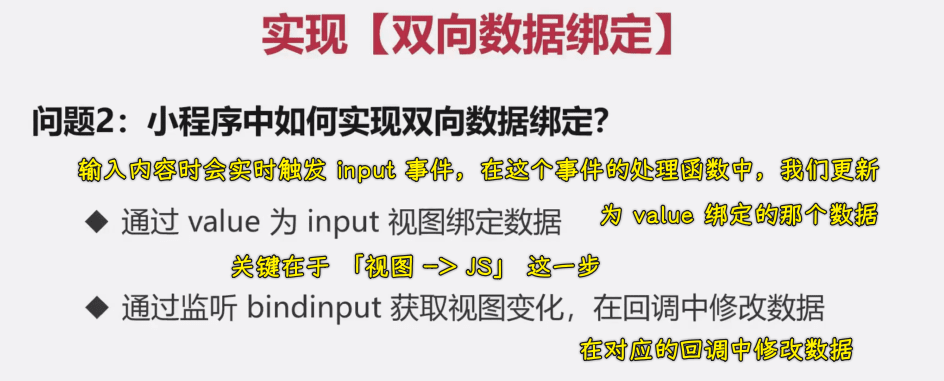 实现【双向数据绑定】
问题2：小程序中如何实现双向数据绑定？
输入内容时会实时触发 input 事件，在这个事件的处理函数中，我们更新
◆ 通过 value 为 input 视图绑定数据
为 value 绑定的那个数据
关键在于 「视图 -> JS」 这一步
◆ 通过监听 bindinput 获取视图变化，在回调中修改数据
在对应的回调中修改数据